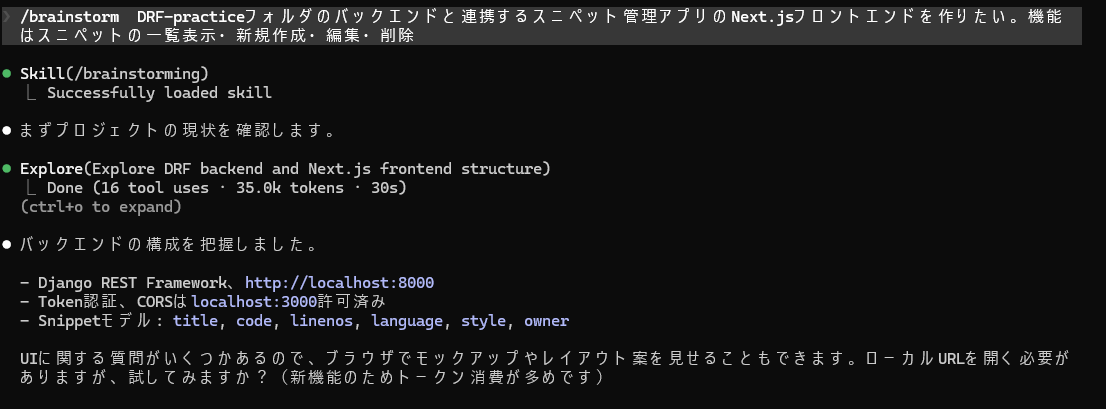 > /brainstorm DRF-practiceフォルダのバックエンドと連携するスニペット管理アプリのNext.jsフロントエンドを作りたい。機能
はスニペットの一覧表示・新規作成・編集・削除
● Skill(/brainstorming)
⎿ Successfully loaded skill
● まずプロジェクトの現状を確認します。
● Explore(Explore DRF backend and Next.js frontend structure)
⎿ Done (16 tool uses · 35.0k tokens · 30s)
(ctrl+o to expand)
● バックエンドの構成を把握しました。
- Django REST Framework、http://localhost:8000
- Token認証、CORSはlocalhost:3000許可済み
- Snippetモデル: title, code, linenos, language, style, owner
UIに関する質問がいくつかあるので、ブラウザでモックアップやレイアウト案を見せることもできます。ローカルURLを開く必要が
ありますが、試してみますか？（新機能のためトークン消費が多めです）